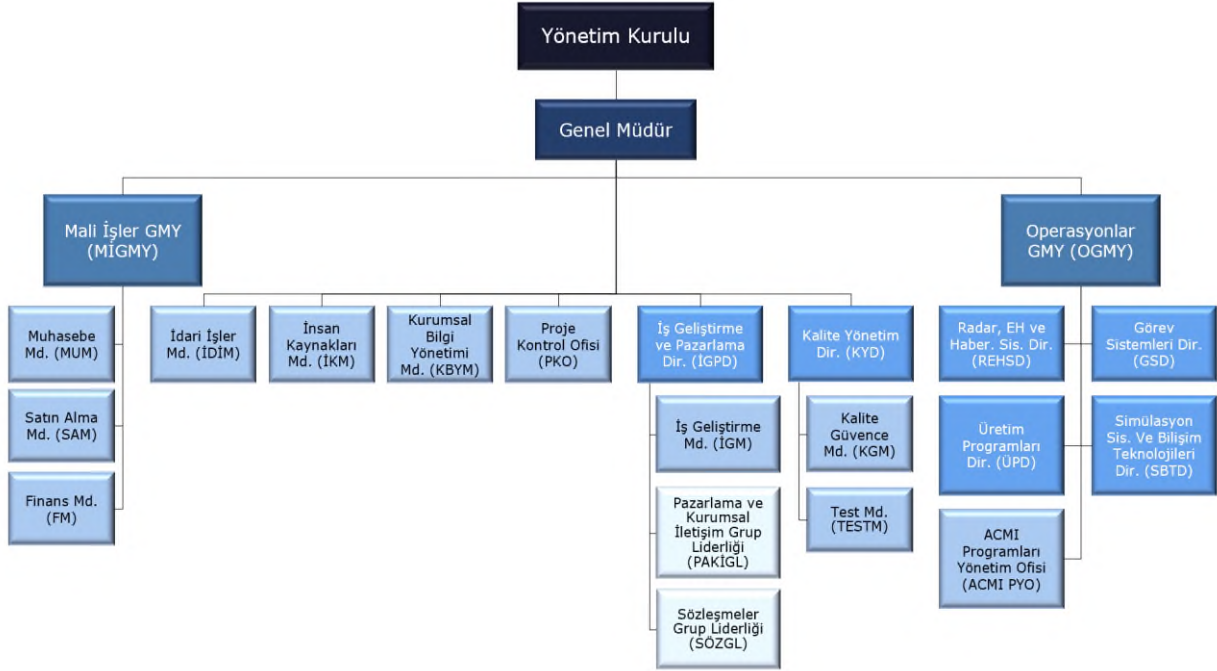 Yönetim Kurulu
Genel Müdür
Mali İşler GMY
(MİGMY)
Operasyonlar
GMY (OGMY)
Muhasebe
Md. (MUM)
Satın Alma
Md. (SAM)
Finans Md.
(FM)
İdari İşler
Md. (İDİM)
İnsan
Kaynakları
Md. (İKM)
Kurumsal
Bilgi
Yönetimi
Md. (KBYM)
Proje
Kontrol Ofisi
(PKO)
İş Geliştirme
ve Pazarlama
Dir. (İGPD)
İş Geliştirme
Md. (İGM)
Pazarlama ve
Kurumsal
İletişim Grup
Liderliği
(PAKİGL)
Sözleşmeler
Grup Liderliği
(SÖZGL)
Kalite Yönetim
Dir. (KYD)
Kalite
Güvence
Md. (KGM)
Test Md.
(TESTM)
Radar, EH ve
Haber. Sis. Dir.
(REHSD)
Görev
Sistemleri Dir.
(GSD)
Üretim
Programları
Dir. (ÜPD)
Simülasyon
Sis. Ve Bilişim
Teknolojileri
Dir. (SBTD)
ACMI
Programları
Yönetim Ofisi
(ACMI PYO)